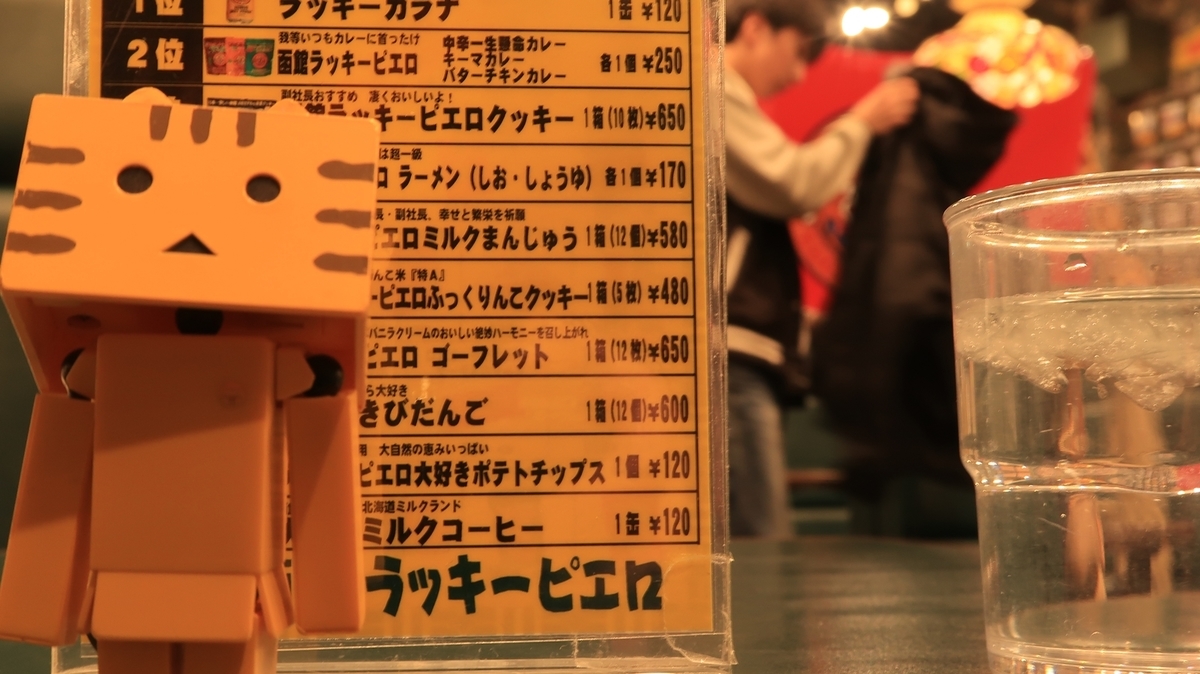 1位 ラッキーガラナ 1缶 ¥120
我等いつもカレーに首ったけ
2位 函館ラッキーピエロ 中辛一生懸命カレー キーマカレー バターチキンカレー 各1個 ¥250
副社長おすすめ 凄くおいしいよ!
ラッキーピエロクッキー 1箱(10枚) ¥650
は超一級
ロ ラーメン (しお・しょうゆ) 各1個 ¥170
長・副社長、幸せと繁栄を祈願
ピエロミルクまんじゅう 1箱(12個) ¥580
んこ米『特A』
ーピエロふっくりんこクッキー 1箱(5枚) ¥480
バニラクリームのおいしい絶妙ハーモニーを召し上がれ
ピエロ ゴーフレット 1箱(12枚) ¥650
ら大好き
きびだんご 1箱(12個) ¥600
用 大自然の恵みいっぱい
ピエロ大好きポテトチップス 1個 ¥120
北海道ミルクランド
ミルクコーヒー 1缶 ¥120
ラッキーピエロ